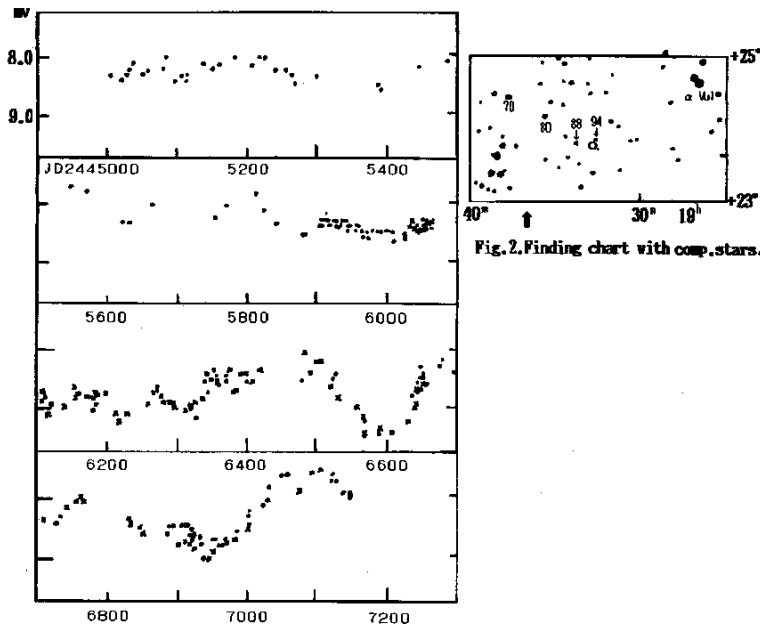 mv
8.0
9.0
JD2445000 5200 5400
5600 5800 6000
6200 6400 6600
6800 7000 7200
+25°
α Vul
70
80 88 94
+23°
40ᵐ 30ᵐ 19ʰ
Fig.2.Finding chart with comp.stars.